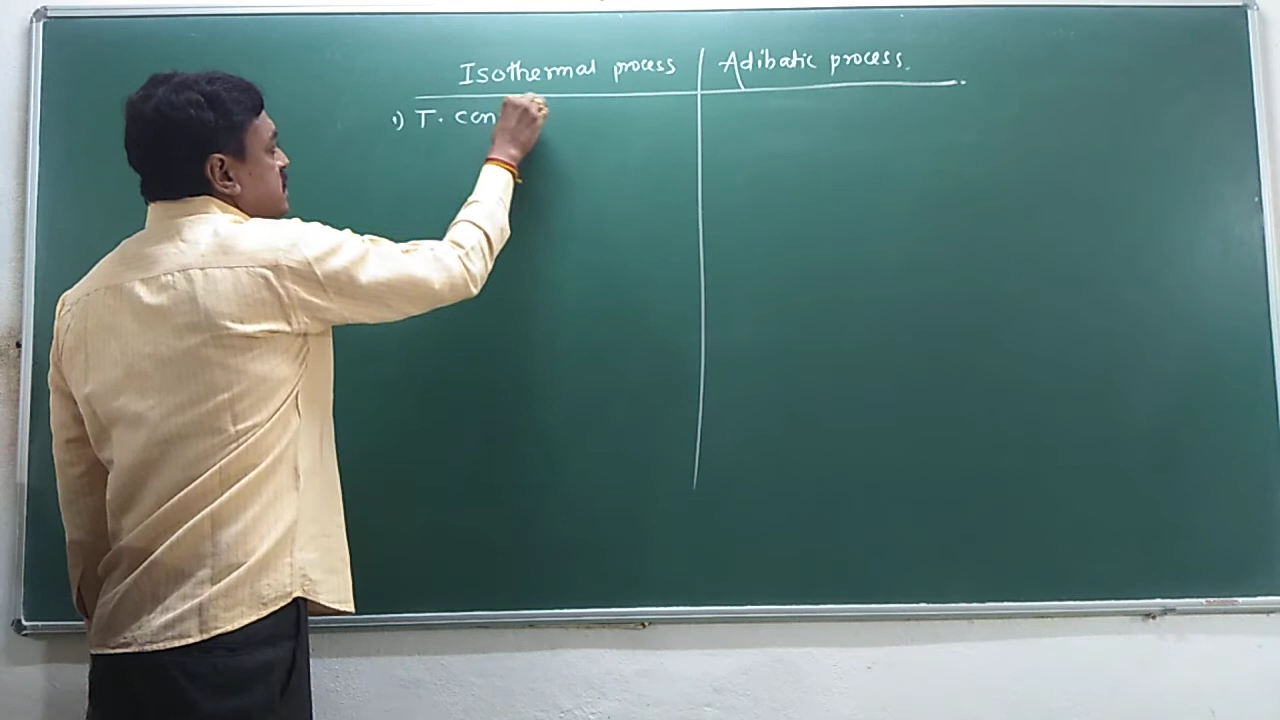 Isothermal process
Adibatic process.
1) T. con